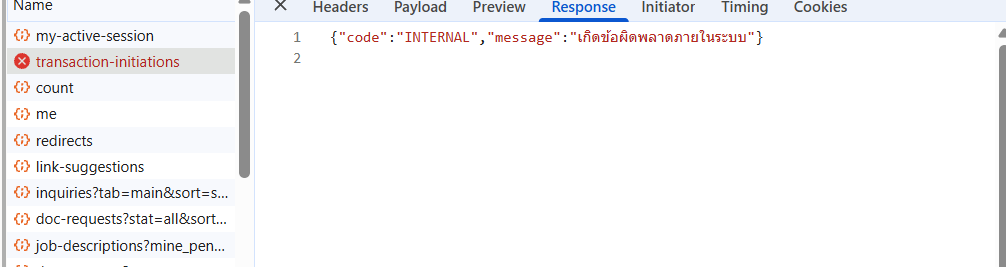 Name
Headers Payload Preview Response Initiator Timing Cookies
my-active-session
transaction-initiations
count
me
redirects
link-suggestions
inquiries?tab=main&sort=s...
doc-requests?stat=all&sort...
job-descriptions?mine_pen...
1 {"code":"INTERNAL","message":"เกิดข้อผิดพลาดภายในระบบ"}
2